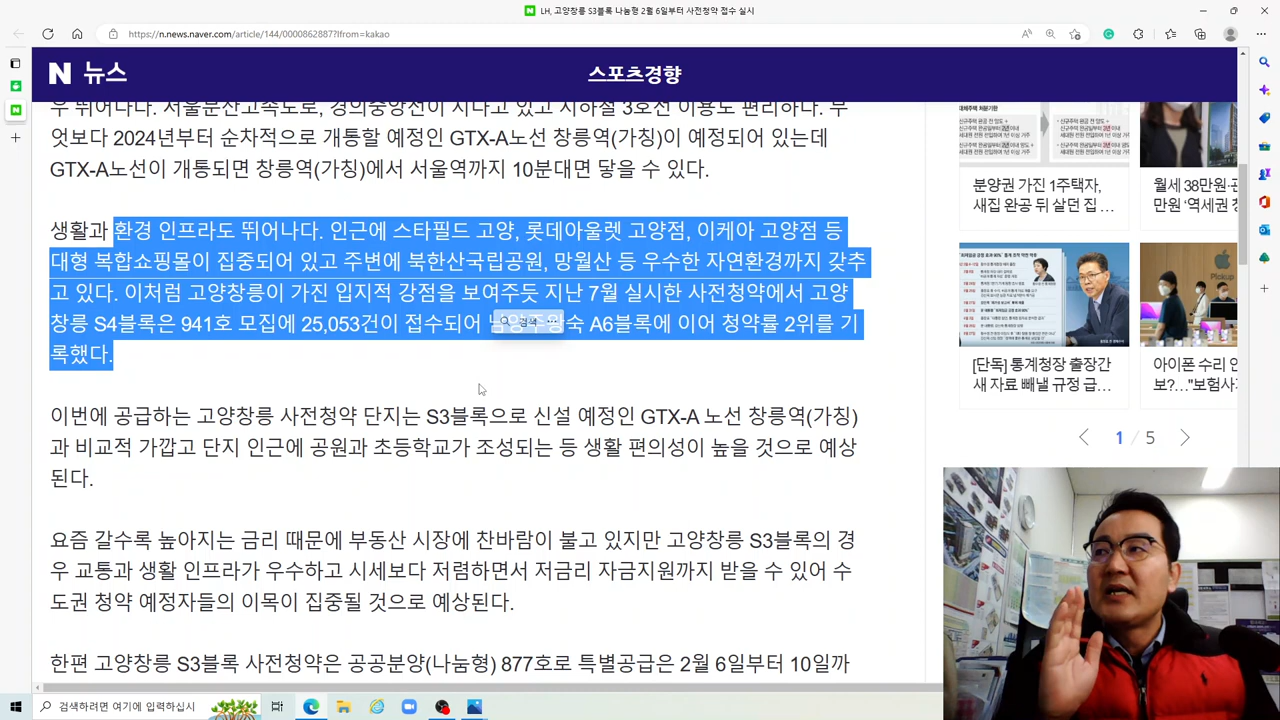 LH, 고양창릉 S3블록 나눔형 2월 6일부터 사전청약 접수 실시
https://n.news.naver.com/article/144/0000862887?lfrom=kakao
N 뉴스
스포츠경향
우 뛰어나다. 서울문산고속도로, 경의중앙선이 지나고 있고 지하철 3호선 이용도 편리하다. 무
엇보다 2024년부터 순차적으로 개통할 예정인 GTX-A노선 창릉역(가칭)이 예정되어 있는데
GTX-A노선이 개통되면 창릉역(가칭)에서 서울역까지 10분대면 닿을 수 있다.
생활과 환경 인프라도 뛰어나다. 인근에 스타필드 고양, 롯데아울렛 고양점, 이케아 고양점 등
대형 복합쇼핑몰이 집중되어 있고 주변에 북한산국립공원, 망월산 등 우수한 자연환경까지 갖추
고 있다. 이처럼 고양창릉이 가진 입지적 강점을 보여주듯 지난 7월 실시한 사전청약에서 고양
창릉 S4블록은 941호 모집에 25,053건이 접수되어 A6블록에 이어 청약률 2위를 기
검색
록했다.
이번에 공급하는 고양창릉 사전청약 단지는 S3블록으로 신설 예정인 GTX-A 노선 창릉역(가칭)
과 비교적 가깝고 단지 인근에 공원과 초등학교가 조성되는 등 생활 편의성이 높을 것으로 예상
된다.
요즘 갈수록 높아지는 금리 때문에 부동산 시장에 찬바람이 불고 있지만 고양창릉 S3블록의 경
우 교통과 생활 인프라가 우수하고 시세보다 저렴하면서 저금리 자금지원까지 받을 수 있어 수
도권 청약 예정자들의 이목이 집중될 것으로 예상된다.
한편 고양창릉 S3블록 사전청약은 공공분양(나눔형) 877호로 특별공급은 2월 6일부터 10일까
분양권 가진 1주택자,
새집 완공 뒤 살던 집 ...
월세 38만원·
만원 '역세권
[단독] 통계청장 출장간
새 자료 빼낼 규정 급...
아이폰 수리 안
보?..."보험사
1 / 5
검색하려면 여기에 입력하십시